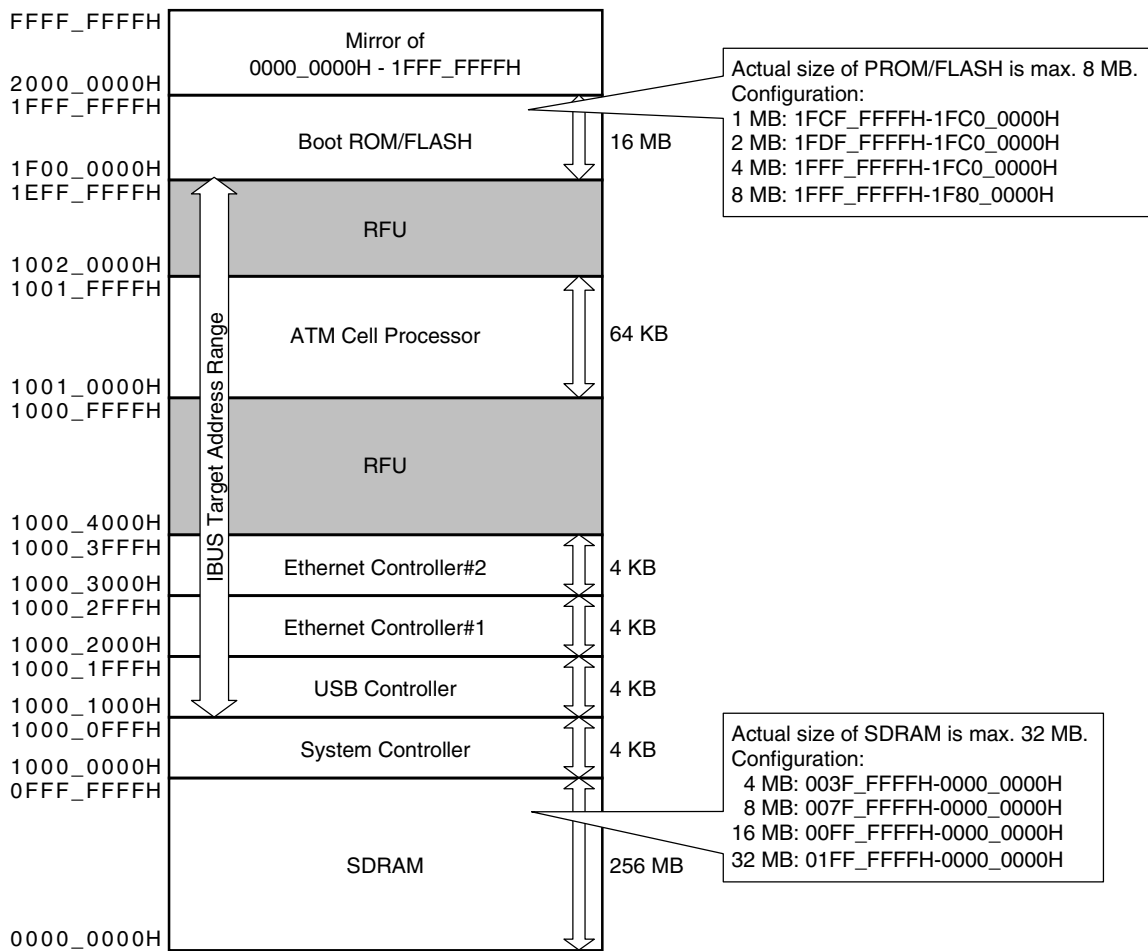 FFFF_FFFFH
Mirror of
0000_0000H - 1FFF_FFFFH
2000_0000H
1FFF_FFFFH
Boot ROM/FLASH
16 MB
1F00_0000H
1EFF_FFFFH
RFU
1002_0000H
1001_FFFFH
ATM Cell Processor
64 KB
1001_0000H
1000_FFFFH
RFU
1000_4000H
1000_3FFFH
Ethernet Controller#2
4 KB
1000_3000H
1000_2FFFH
Ethernet Controller#1
4 KB
1000_2000H
1000_1FFFH
USB Controller
4 KB
1000_1000H
1000_0FFFH
System Controller
4 KB
1000_0000H
0FFF_FFFFH
SDRAM
256 MB
0000_0000H
IBUS Target Address Range
Actual size of PROM/FLASH is max. 8 MB.
Configuration:
1 MB: 1FCF_FFFFH-1FC0_0000H
2 MB: 1FDF_FFFFH-1FC0_0000H
4 MB: 1FFF_FFFFH-1FC0_0000H
8 MB: 1FFF_FFFFH-1F80_0000H
Actual size of SDRAM is max. 32 MB.
Configuration:
4 MB: 003F_FFFFH-0000_0000H
8 MB: 007F_FFFFH-0000_0000H
16 MB: 00FF_FFFFH-0000_0000H
32 MB: 01FF_FFFFH-0000_0000H